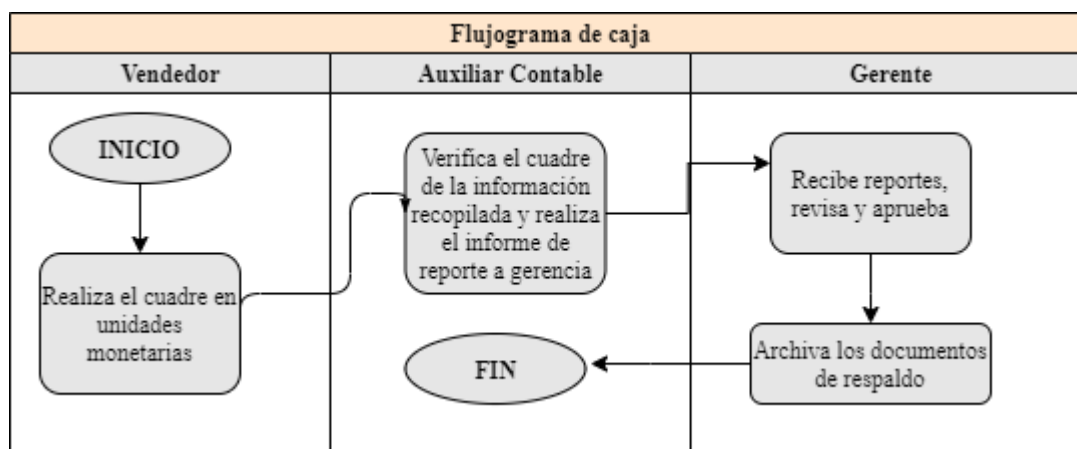 Flujograma de caja
Vendedor
Auxiliar Contable
Gerente
INICIO
Realiza el cuadre en
unidades
monetarias
Verifica el cuadre
de la información
recopilada y realiza
el informe de
reporte a gerencia
Recibe reportes,
revisa y aprueba
Archiva los documentos
de respaldo
FIN